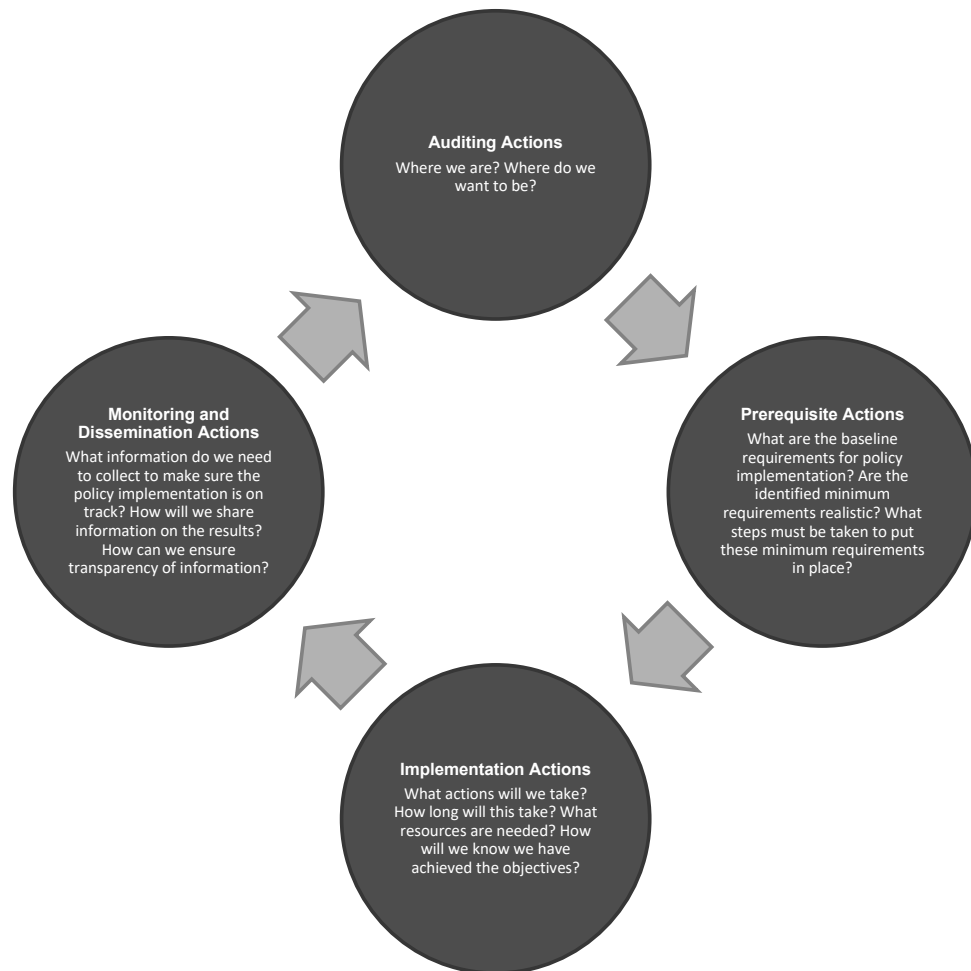 Auditing Actions
Where we are? Where do we
want to be?
Prerequisite Actions
What are the baseline
requirements for policy
implementation? Are the
identified minimum
requirements realistic? What
steps must be taken to put
these minimum requirements
in place?
Implementation Actions
What actions will we take?
How long will this take? What
resources are needed? How
will we know we have
achieved the objectives?
Monitoring and
Dissemination Actions
What information do we need
to collect to make sure the
policy implementation is on
track? How will we share
information on the results?
How can we ensure
transparency of information?